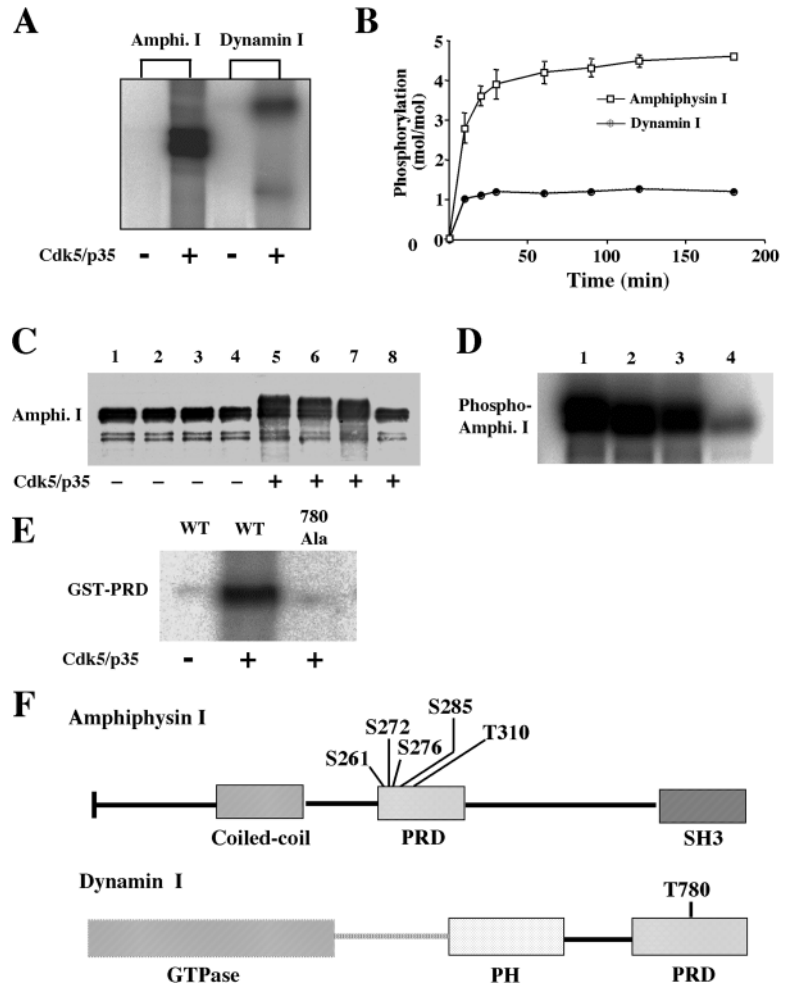 A
Amphi. I Dynamin I
Cdk5/p35 - + - +
B
Phosphorylation
(mol/mol)
5
4
3
2
1
0
0
50
100
150
200
Time (min)
Amphiphysin I
Dynamin I
C
1 2 3 4 5 6 7 8
Amphi. I
Cdk5/p35 – – – – + + + +
D
1 2 3 4
Phospho-
Amphi. I
E
WT WT 780
Ala
GST-PRD
Cdk5/p35 - + +
F
Amphiphysin I
S261
S272
S276
S285
T310
Coiled-coil PRD SH3
Dynamin I
T780
GTPase PH PRD